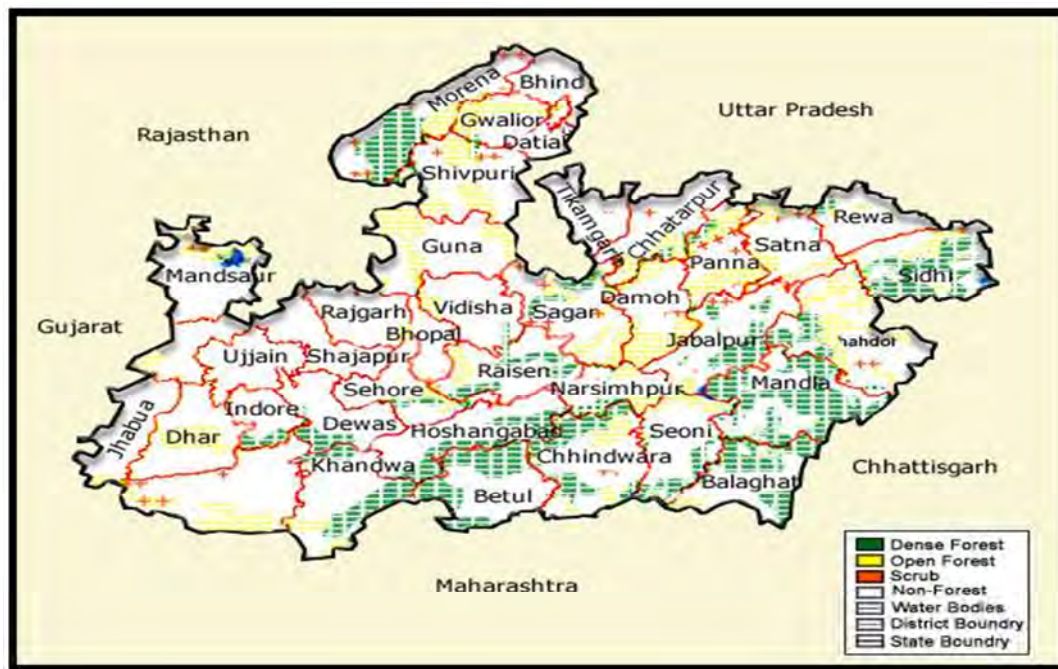 Morena
Bhind
Uttar Pradesh
Gwalior
Rajasthan
Datia
Shivpuri
Tikamgarh
Chhatarpur
Rewa
Guna
Satna
Panna
Sidhi
Mandsaur
Damoh
Rajgarh
Vidisha
Sagar
Gujarat
Bhopal
Jabalpur
Ujjain
Shajapur
Raisen
Mandla
Sehore
Narsimhpur
Jhabua
Indore
Dewas
Hoshangabad
Seoni
Dhar
Chhindwara
Khandwa
Chhattisgarh
Balaghat
Betul
Maharashtra
Dense Forest
Open Forest
Scrub
Non-Forest
Water Bodies
District Boundry
State Boundry